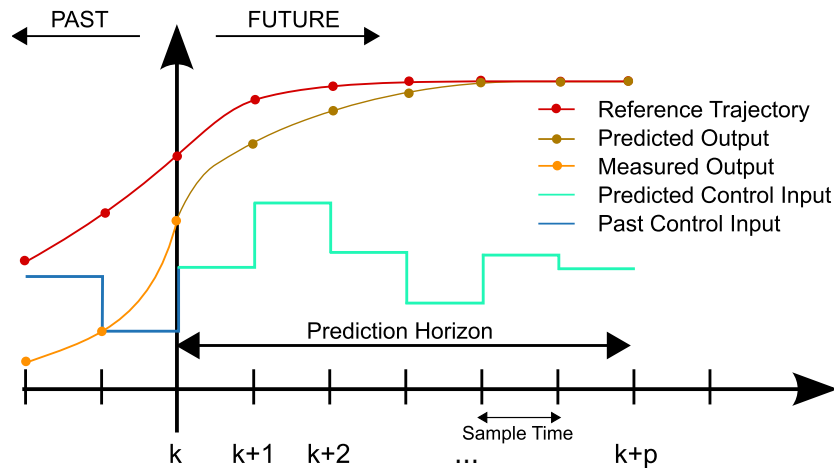 PAST
FUTURE
Reference Trajectory
Predicted Output
Measured Output
Predicted Control Input
Past Control Input
Prediction Horizon
Sample Time
k
k+1
k+2
...
k+p